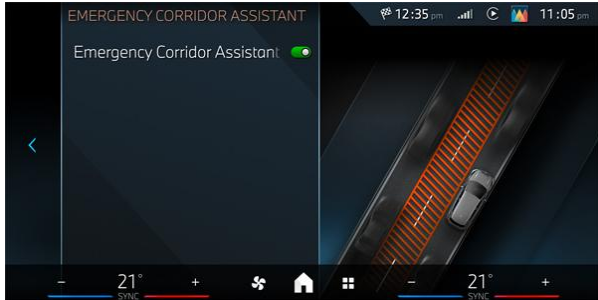 EMERGENCY CORRIDOR ASSISTANT
12:35 pm
11:05 pm
Emergency Corridor Assistant
- 21° +
SYNC
- 21° +
SYNC